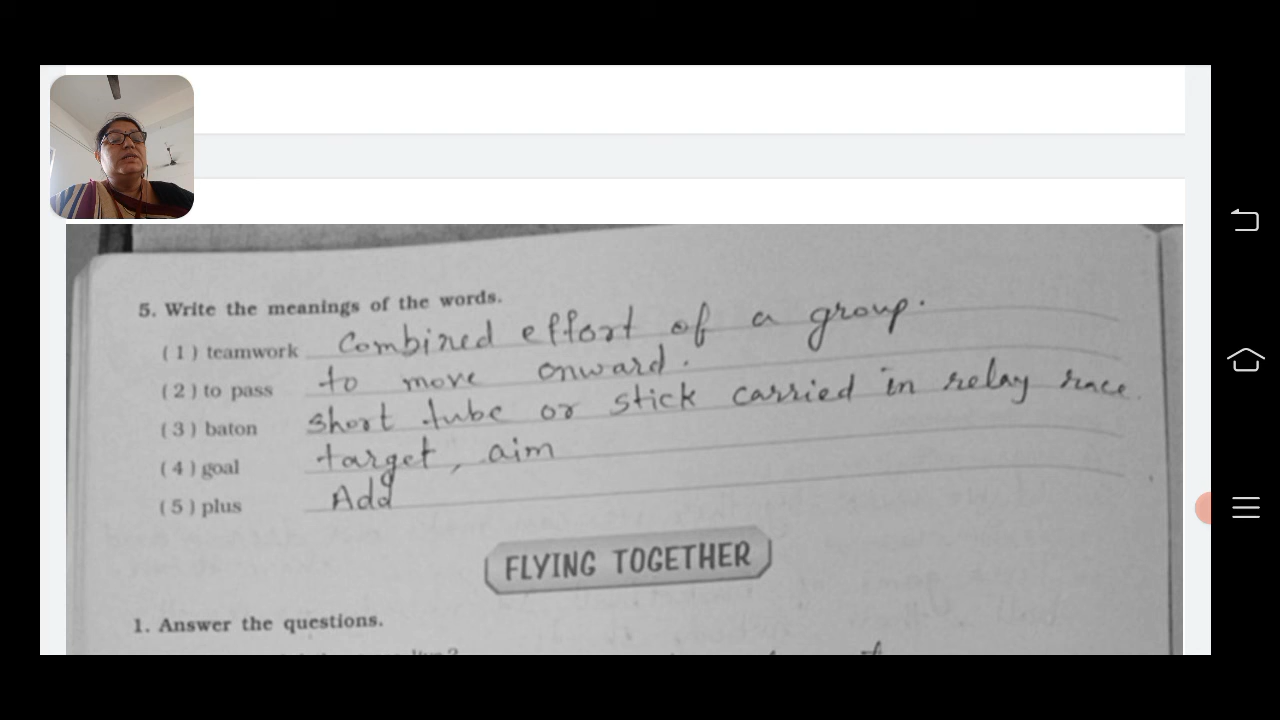 5. Write the meanings of the words.
(1) teamwork Combined effort of a group.
(2) to pass to move onward.
(3) baton short tube or stick carried in relay race.
(4) goal target, aim
(5) plus Add
FLYING TOGETHER
1. Answer the questions.